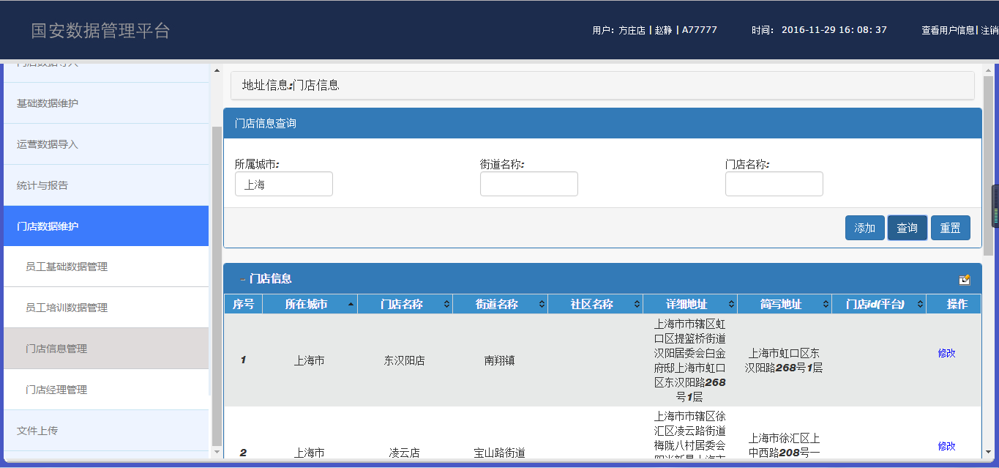 国安数据管理平台
用户：方庄店 | 赵静 | A77777
时间： 2016-11-29 16: 08: 37
查看用户信息| 注销
门店数据导入
基础数据维护
运营数据导入
统计与报告
门店数据维护
员工基础数据管理
员工培训数据管理
门店信息管理
门店经理管理
文件上传
地址信息:门店信息
门店信息查询
所属城市:
街道名称:
门店名称:
上海
添加
查询
重置
门店信息
序号 所在城市 门店名称 街道名称 社区名称 详细地址 简写地址 门店id(平台) 操作
1
上海市
东汉阳店
南翔镇
上海市市辖区虹
口区提篮桥街道
汉阳居委会白金
府邸上海市虹口
区东汉阳路268
号1层
上海市虹口区东
汉阳路268号1层
修改
2
上海市
凌云店
宝山路街道
上海市市辖区徐
汇区凌云路街道
梅陇八村居委会
上海市徐汇区上
中西路208号一
修改